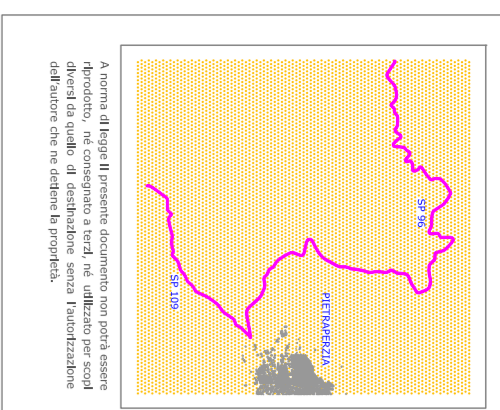 SP 96
PIETRAPERZIA
SP 109
A norma di legge il presente documento non potrà essere
riprodotto, né consegnato a terzi, né utilizzato per scopi
diversi da quello di destinazione senza l'autorizzazione
dell'autore che ne detiene la proprietà.